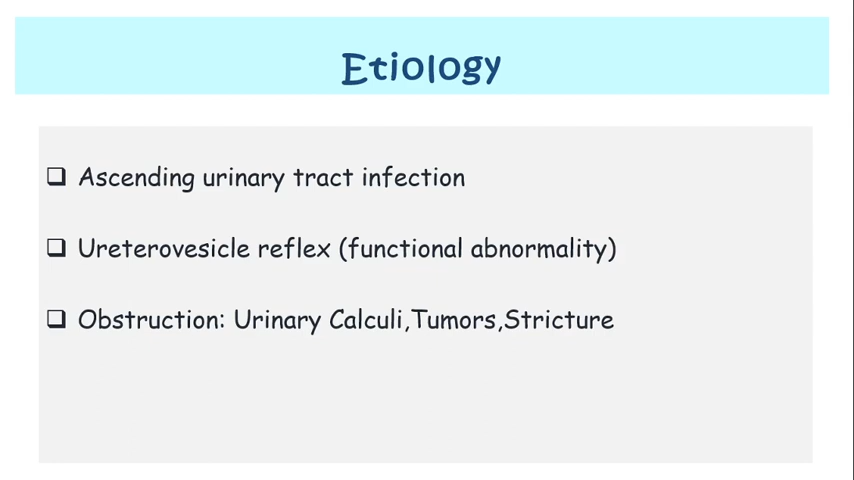 Etiology
❑ Ascending urinary tract infection
❑ Ureterovesicle reflex (functional abnormality)
❑ Obstruction: Urinary Calculi,Tumors,Stricture